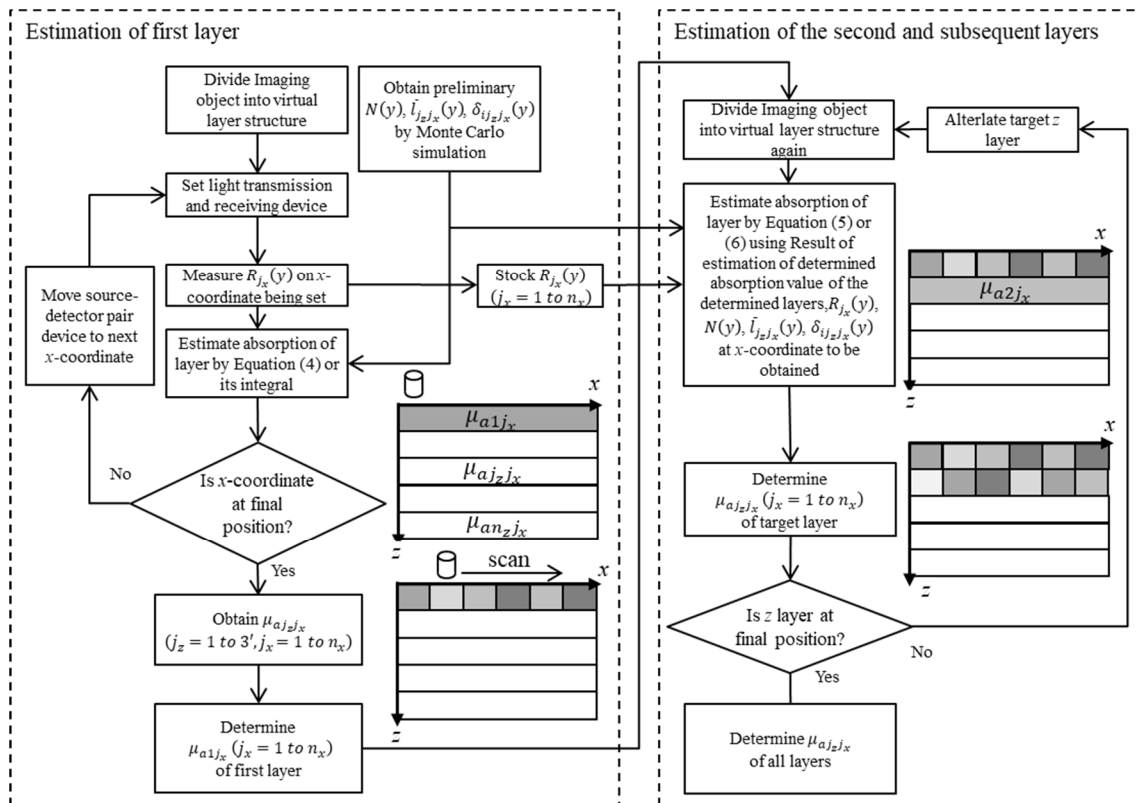 Estimation of first layer
Divide Imaging
object into virtual
layer structure
Obtain preliminary
N(y), l̄_{j_z j_x}(y), δ_{i j_z j_x}(y)
by Monte Carlo
simulation
Set light transmission
and receiving device
Measure R_{j_x}(y) on x-
coordinate being set
Stock R_{j_x}(y)
(j_x = 1 to n_x)
Move source-
detector pair
device to next
x-coordinate
Estimate absorption of
layer by Equation (4) or
its integral
No
Is x-coordinate
at final
position?
Yes
x
μ_{a1j_x}
μ_{aj_z j_x}
μ_{an_z j_x}
z
scan
x
z
Obtain μ_{aj_z j_x}
(j_z = 1 to 3', j_x = 1 to n_x)
Determine
μ_{a1j_x} (j_x = 1 to n_x)
of first layer
Estimation of the second and subsequent layers
Divide Imaging object
into virtual layer structure
again
Alterlate target z
layer
Estimate absorption of
layer by Equation (5) or
(6) using Result of
estimation of determined
absorption value of the
determined layers, R_{j_x}(y),
N(y), l̄_{j_z j_x}(y), δ_{i j_z j_x}(y)
at x-coordinate to be
obtained
x
μ_{a2j_x}
z
Determine
μ_{aj_z j_x} (j_x = 1 to n_x)
of target layer
x
z
Is z layer at
final position?
No
Yes
Determine μ_{aj_z j_x}
of all layers